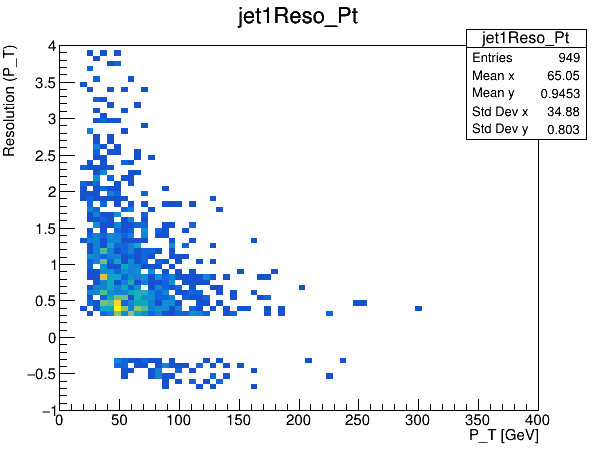 jet1Reso_Pt
jet1Reso_Pt
Entries 949
Mean x 65.05
Mean y 0.9453
Std Dev x 34.88
Std Dev y 0.803
Resolution (P_T)
4
3.5
3
2.5
2
1.5
1
0.5
0
−0.5
−1
0 50 100 150 200 250 300 350 400
P_T [GeV]